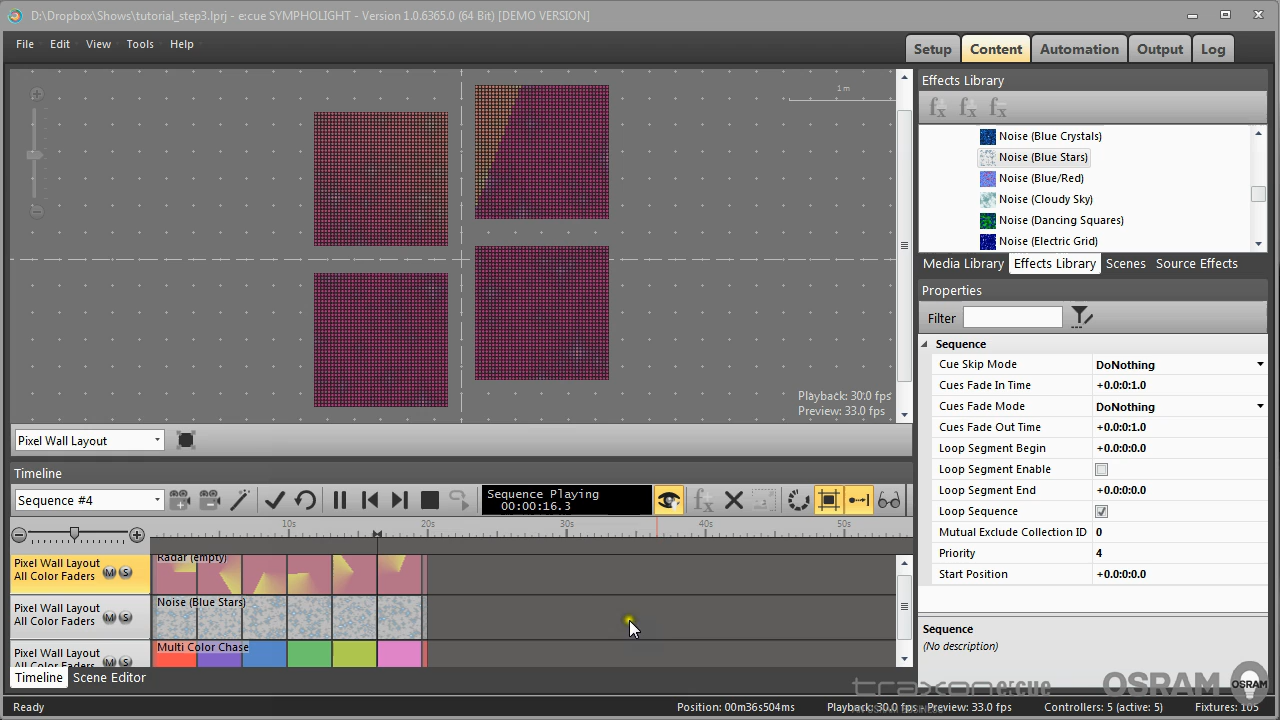 D:\Dropbox\Shows\tutorial_step3.lprj - e:cue SYMPHOLIGHT - Version 1.0.6365.0 (64 Bit) [DEMO VERSION]
File Edit View Tools Help
Setup Content Automation Output Log
1 m
Playback: 30.0 fps
Preview: 33.0 fps
Pixel Wall Layout
Effects Library
Noise (Blue Crystals)
Noise (Blue Stars)
Noise (Blue/Red)
Noise (Cloudy Sky)
Noise (Dancing Squares)
Noise (Electric Grid)
Media Library Effects Library Scenes Source Effects
Properties
Filter
Sequence
Cue Skip Mode DoNothing
Cues Fade In Time +0.0:0:1.0
Cues Fade Mode DoNothing
Cues Fade Out Time +0.0:0:1.0
Loop Segment Begin +0.0:0:0.0
Loop Segment Enable
Loop Segment End +0.0:0:0.0
Loop Sequence
Mutual Exclude Collection ID 0
Priority 4
Start Position +0.0:0:0.0
Sequence
(No description)
Timeline
Sequence #4
Sequence Playing
00:00:16.3
10s 20s 30s 40s 50s
Pixel Wall Layout
All Color Faders M S
Radar (empty)
Pixel Wall Layout
All Color Faders M S
Noise (Blue Stars)
Pixel Wall Layout
All Color Faders M S
Multi Color Chase
Timeline Scene Editor
traxon e:cue
OSRAM
OSRAM
Ready
Position: 00m36s504ms
Playback: 30.0 fps
Preview: 33.0 fps
Controllers: 5 (active: 5)
Fixtures: 105